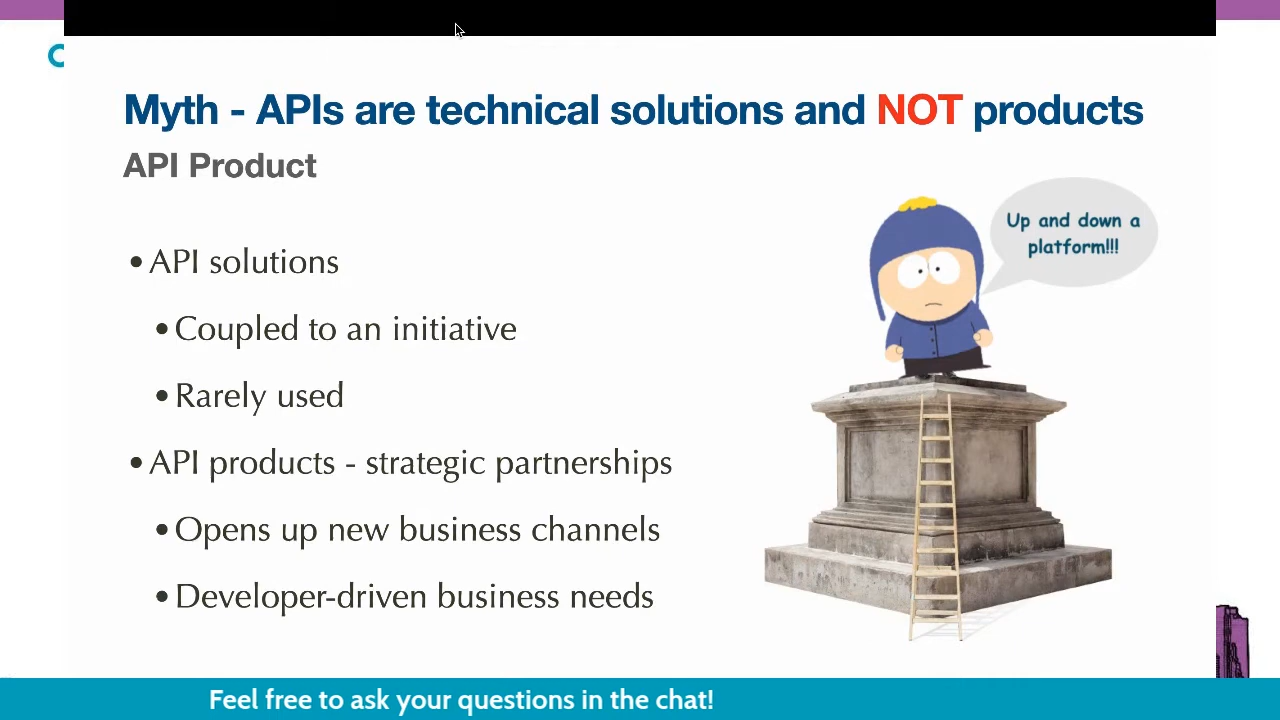 Myth - APIs are technical solutions and NOT products
API Product
• API solutions
• Coupled to an initiative
• Rarely used
• API products - strategic partnerships
• Opens up new business channels
• Developer-driven business needs
Up and down a
platform!!!
Feel free to ask your questions in the chat!